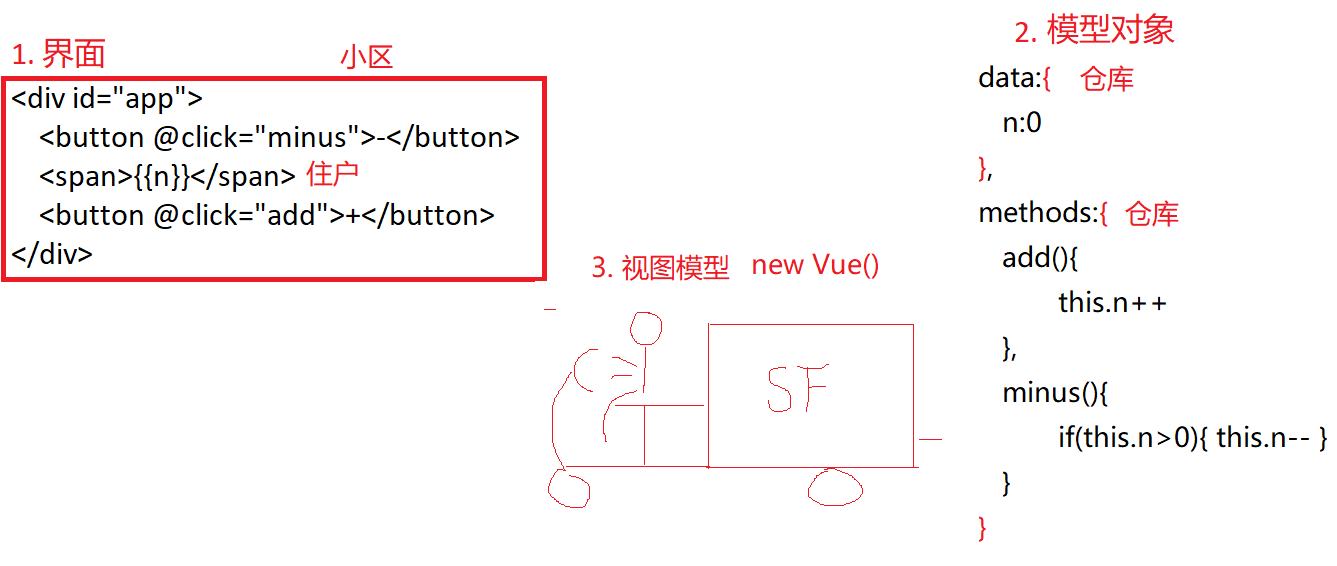 1. 界面
小区
<div id="app">
<button @click="minus">-</button>
<span>{{n}}</span> 住户
<button @click="add">+</button>
</div>
3. 视图模型 new Vue()
SF
2. 模型对象
data:{ 仓库
n:0
},
methods:{ 仓库
add(){
this.n++
},
minus(){
if(this.n>0){ this.n-- }
}
}